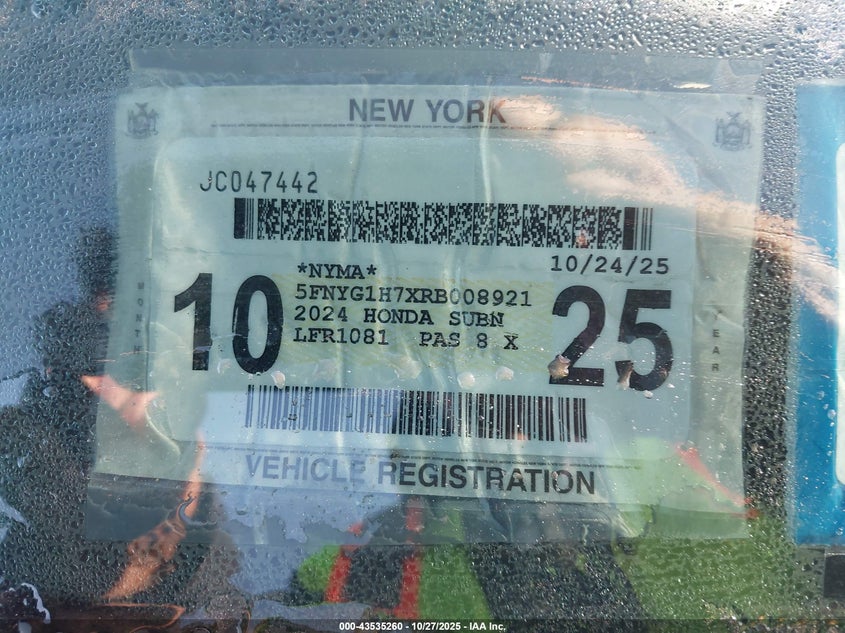 NEW YORK
JC047442
10/24/25
*NYMA*
5FNYG1H7XRB008921
2024 HONDA SUBN
LFR1081 PAS 8 X
MONTH
10
25
YEAR
VEHICLE REGISTRATION
000-43535260 - 10/27/2025 - IAA Inc.